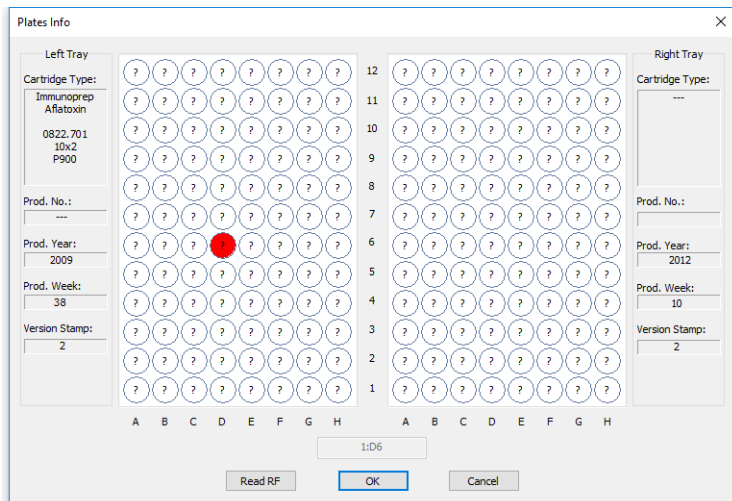 Plates Info
Left Tray
Cartridge Type:
Immunoprep
Aflatoxin
0822.701
10x2
P900
Prod. No.:
---
Prod. Year:
2009
Prod. Week:
38
Version Stamp:
2
? ? ? ? ? ? ? ? 12 ? ? ? ? ? ? ? ?
? ? ? ? ? ? ? ? 11 ? ? ? ? ? ? ? ?
? ? ? ? ? ? ? ? 10 ? ? ? ? ? ? ? ?
? ? ? ? ? ? ? ? 9 ? ? ? ? ? ? ? ?
? ? ? ? ? ? ? ? 8 ? ? ? ? ? ? ? ?
? ? ? ? ? ? ? ? 7 ? ? ? ? ? ? ? ?
? ? ? ? ? ? ? ? 6 ? ? ? ? ? ? ? ?
? ? ? ? ? ? ? ? 5 ? ? ? ? ? ? ? ?
? ? ? ? ? ? ? ? 4 ? ? ? ? ? ? ? ?
? ? ? ? ? ? ? ? 3 ? ? ? ? ? ? ? ?
? ? ? ? ? ? ? ? 2 ? ? ? ? ? ? ? ?
? ? ? ? ? ? ? ? 1 ? ? ? ? ? ? ? ?
A B C D E F G H A B C D E F G H
Right Tray
Cartridge Type:
---
Prod. No.:
Prod. Year:
2012
Prod. Week:
10
Version Stamp:
2
1:D6
Read RF OK Cancel